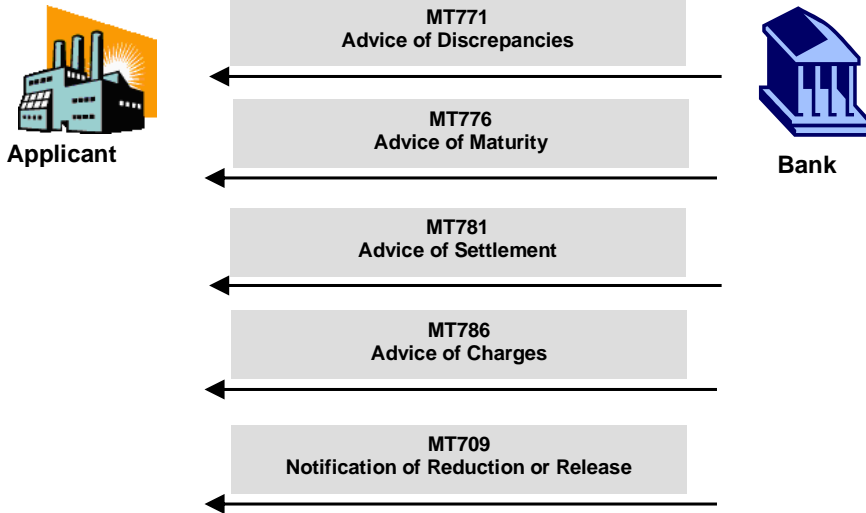 MT771
Advice of Discrepancies
MT776
Advice of Maturity
Applicant
Bank
MT781
Advice of Settlement
MT786
Advice of Charges
MT709
Notification of Reduction or Release